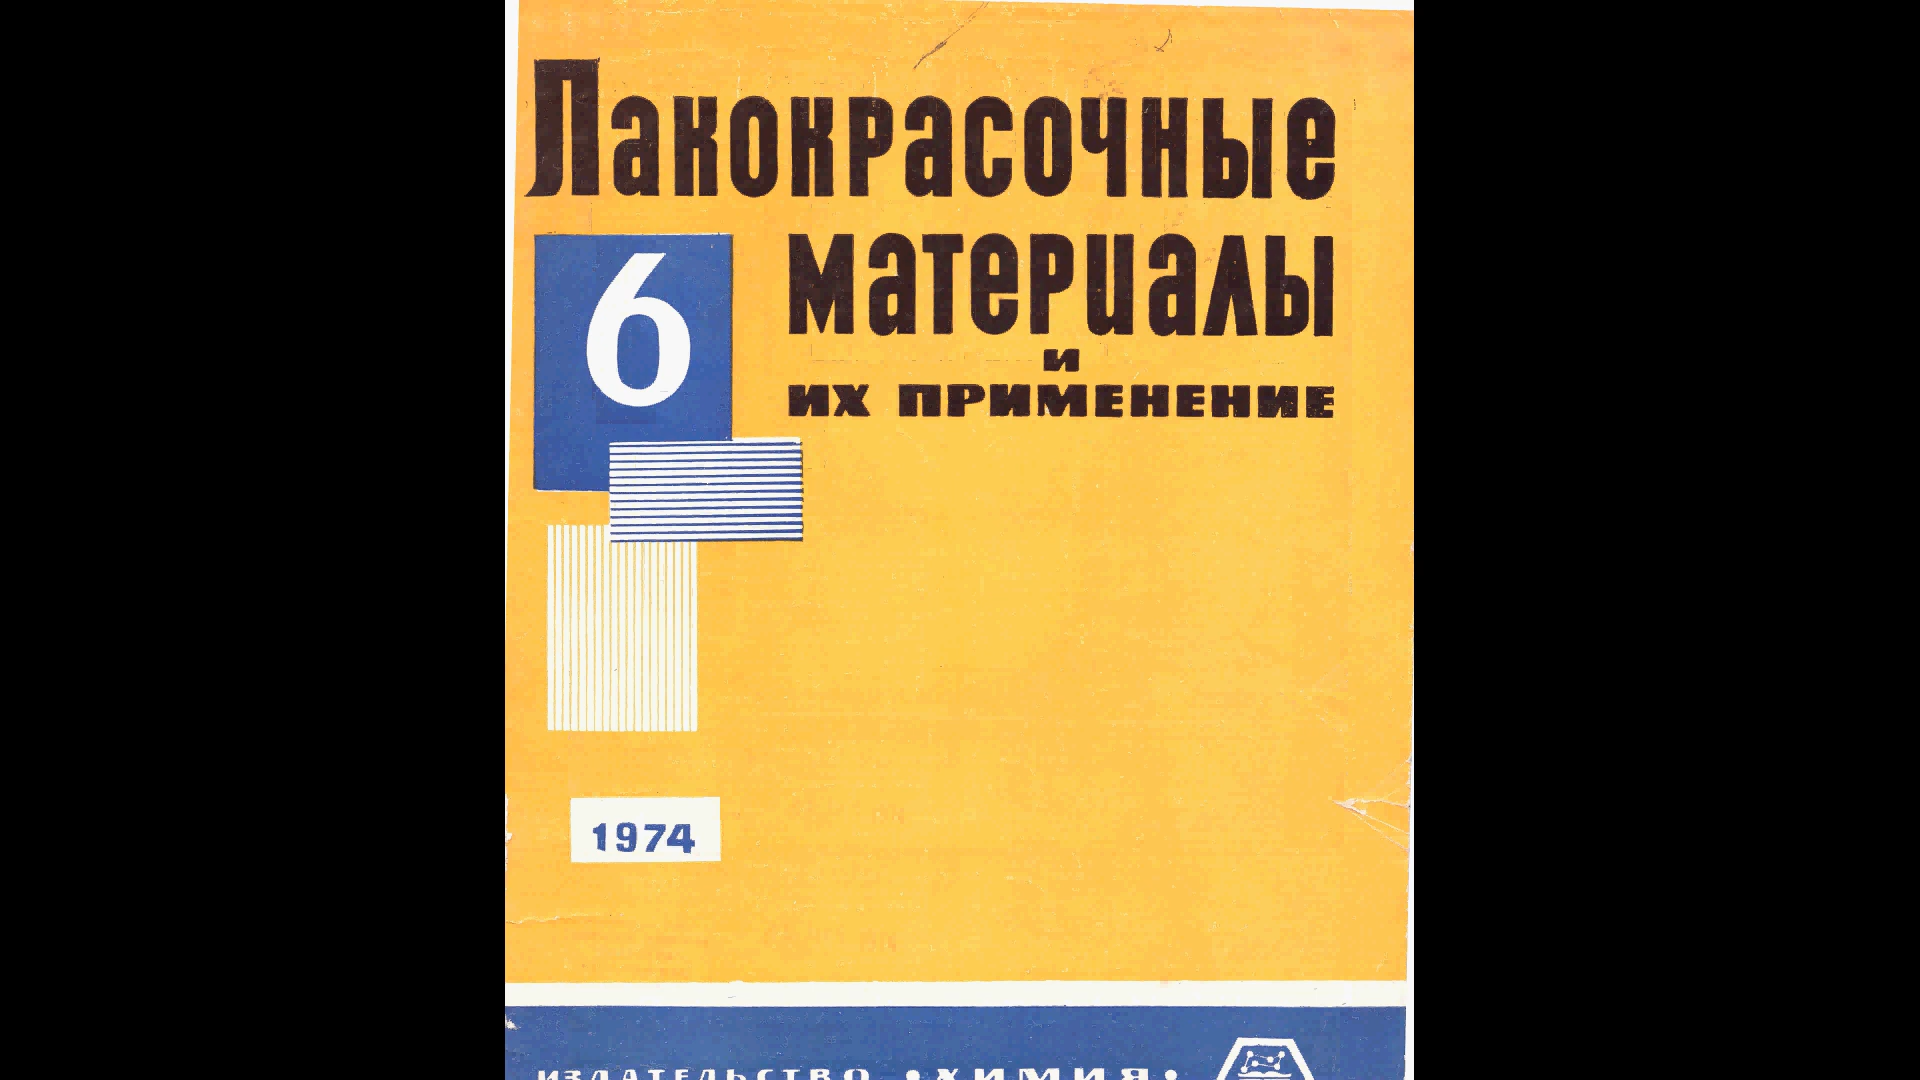 Лакокрасочные
6
материалы
и
их применение
1974
ИЗДАТЕЛЬСТВО •ХИМИЯ•